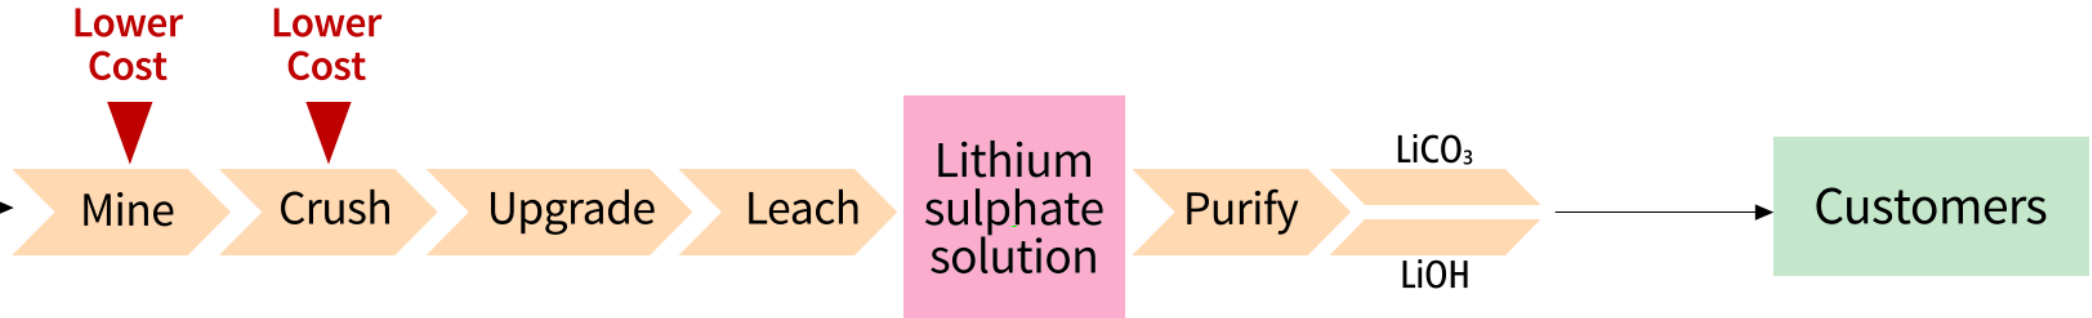 Lower
Cost
Lower
Cost
Mine
Crush
Upgrade
Leach
Lithium
sulphate
solution
Purify
LiCO₃
LiOH
Customers